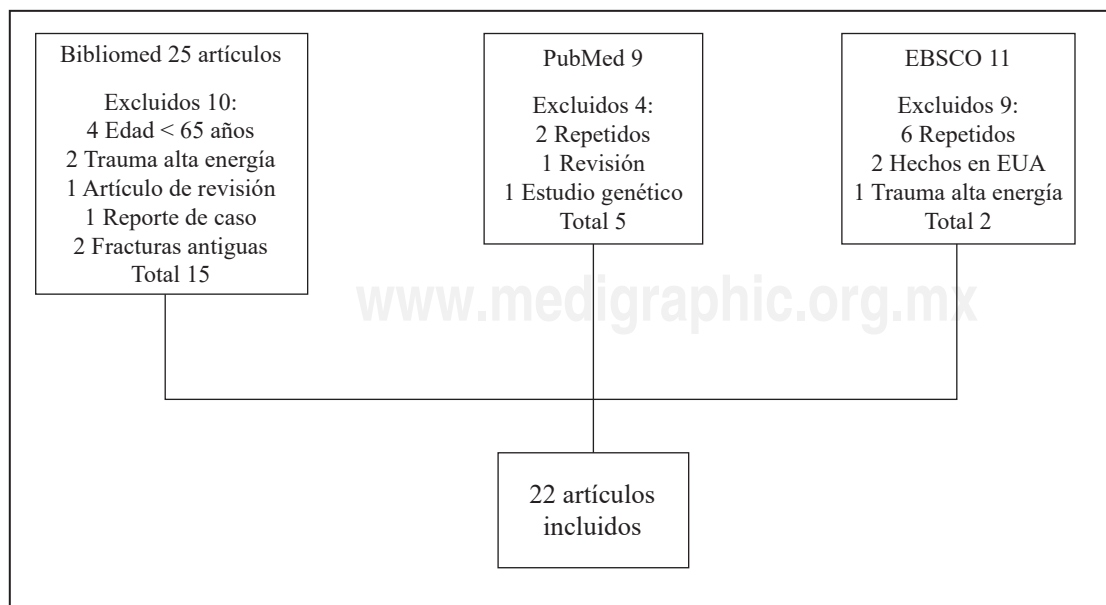 Bibliomed 25 artículos
Excluidos 10:
4 Edad < 65 años
2 Trauma alta energía
1 Artículo de revisión
1 Reporte de caso
2 Fracturas antiguas
Total 15
PubMed 9
Excluidos 4:
2 Repetidos
1 Revisión
1 Estudio genético
Total 5
EBSCO 11
Excluidos 9:
6 Repetidos
2 Hechos en EUA
1 Trauma alta energía
Total 2
www.medigraphic.org.mx
22 artículos
incluidos